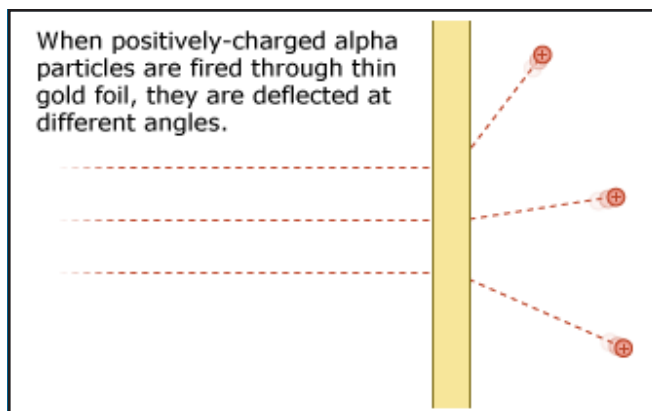 When positively-charged alpha
particles are fired through thin
gold foil, they are deflected at
different angles.
+
+
+